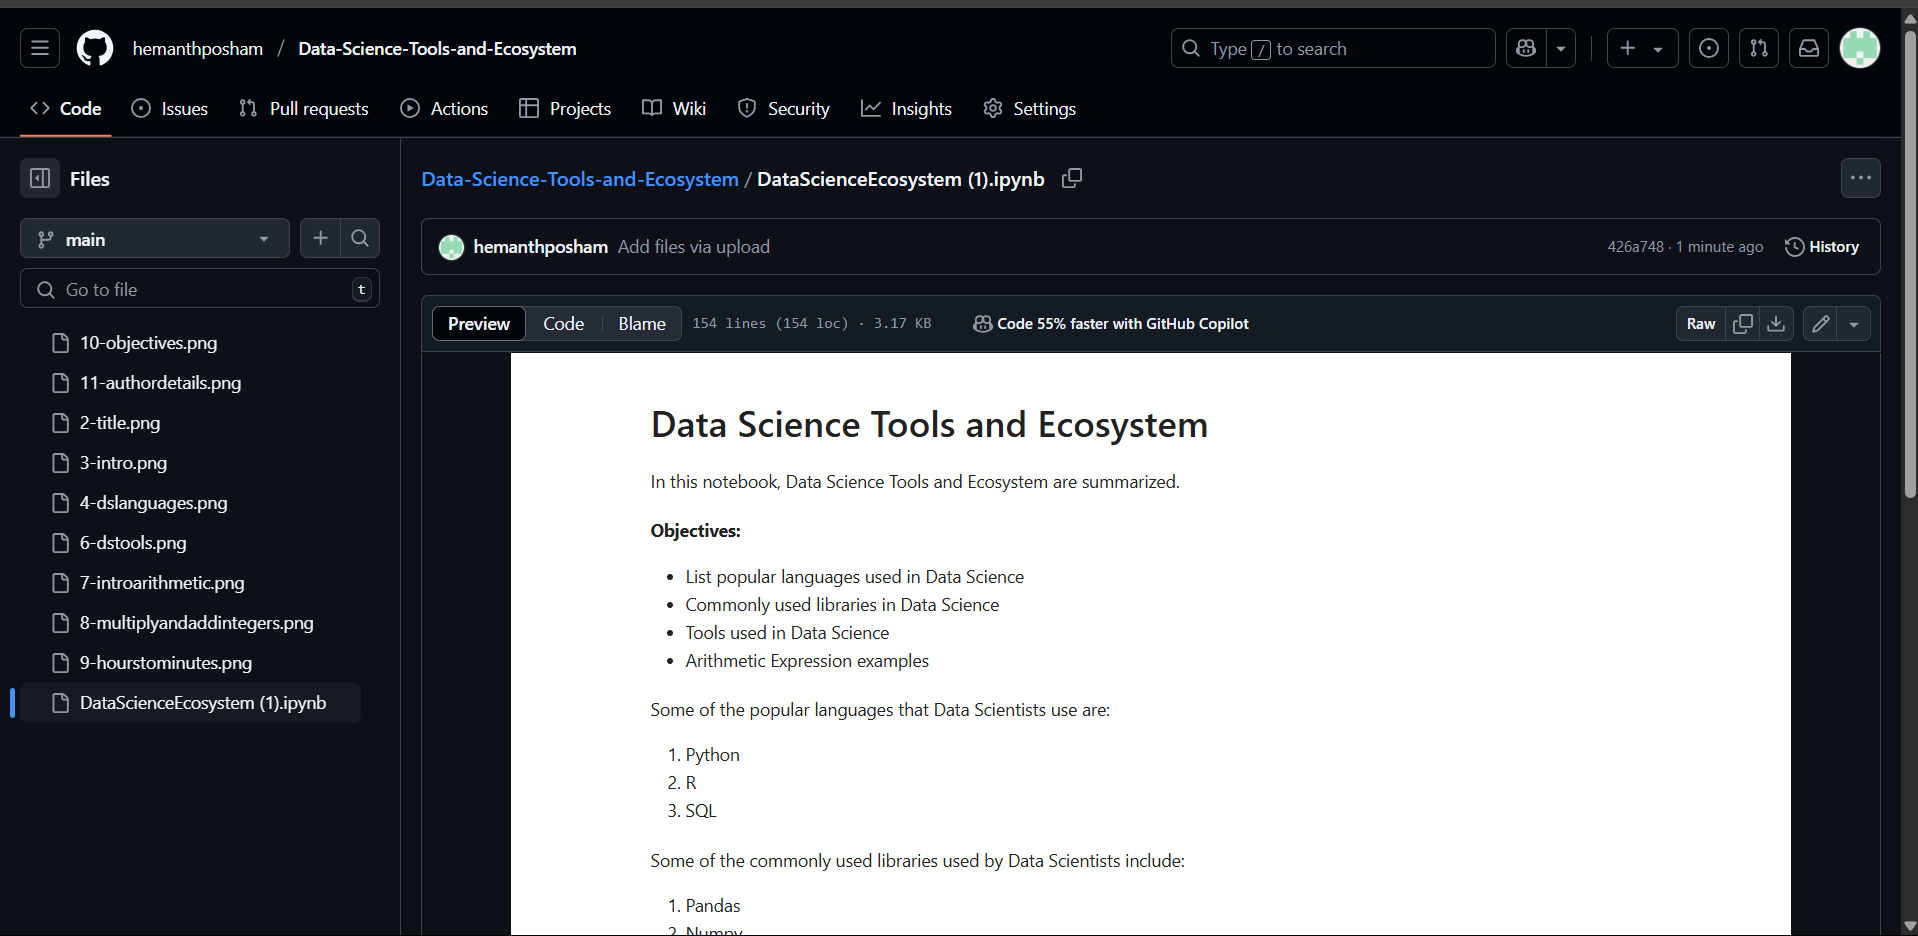 hemanthposham / Data-Science-Tools-and-Ecosystem
Type / to search
Code Issues Pull requests Actions Projects Wiki Security Insights Settings
Files
main
Go to file t
10-objectives.png
11-authordetails.png
2-title.png
3-intro.png
4-dslanguages.png
6-dstools.png
7-introarithmetic.png
8-multiplyandaddintegers.png
9-hourstominutes.png
DataScienceEcosystem (1).ipynb
Data-Science-Tools-and-Ecosystem / DataScienceEcosystem (1).ipynb
hemanthposham Add files via upload 426a748 · 1 minute ago History
Preview Code Blame 154 lines (154 loc) · 3.17 KB Code 55% faster with GitHub Copilot Raw
Data Science Tools and Ecosystem
In this notebook, Data Science Tools and Ecosystem are summarized.
Objectives:
• List popular languages used in Data Science
• Commonly used libraries in Data Science
• Tools used in Data Science
• Arithmetic Expression examples
Some of the popular languages that Data Scientists use are:
1. Python
2. R
3. SQL
Some of the commonly used libraries used by Data Scientists include:
1. Pandas
2. Numpy